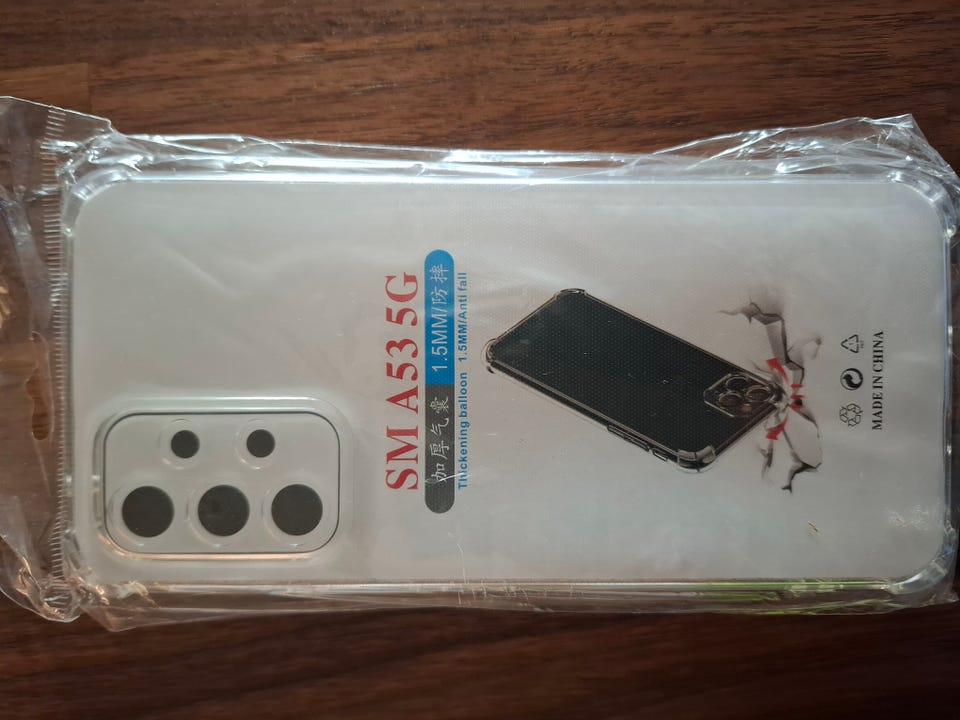 SM A53 5G
加厚气囊 1.5MM/防摔
Thickening balloon 1.5MM/Anti fall
MADE IN CHINA